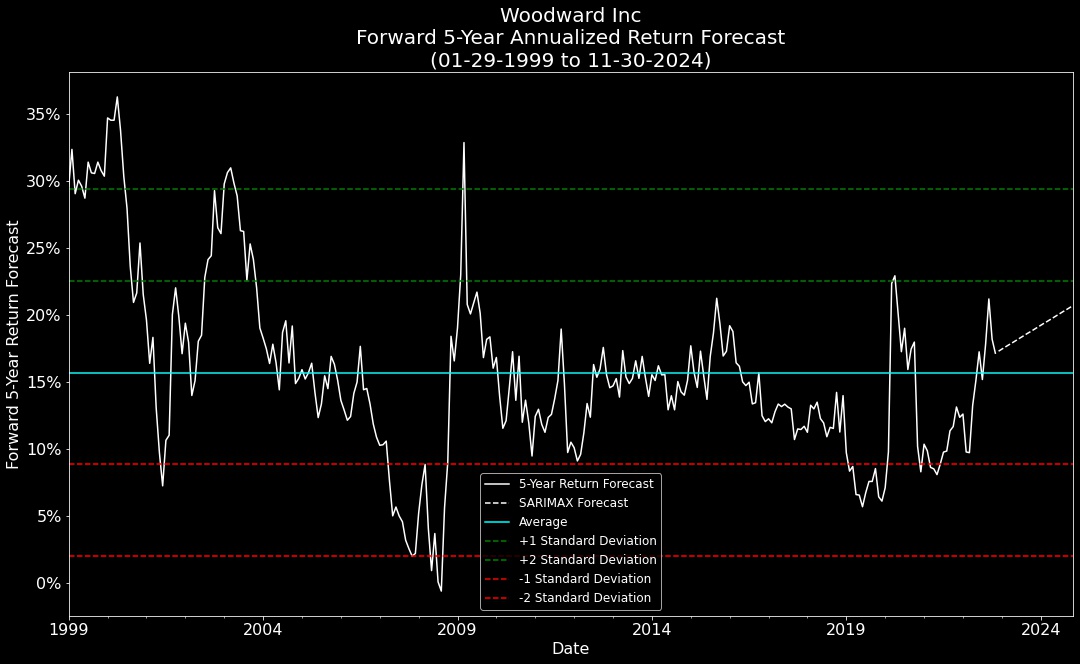 Woodward Inc
Forward 5-Year Annualized Return Forecast
(01-29-1999 to 11-30-2024)
Forward 5-Year Return Forecast
35%
30%
25%
20%
15%
10%
5%
0%
5-Year Return Forecast
SARIMAX Forecast
Average
+1 Standard Deviation
+2 Standard Deviation
-1 Standard Deviation
-2 Standard Deviation
1999 2004 2009 2014 2019 2024
Date